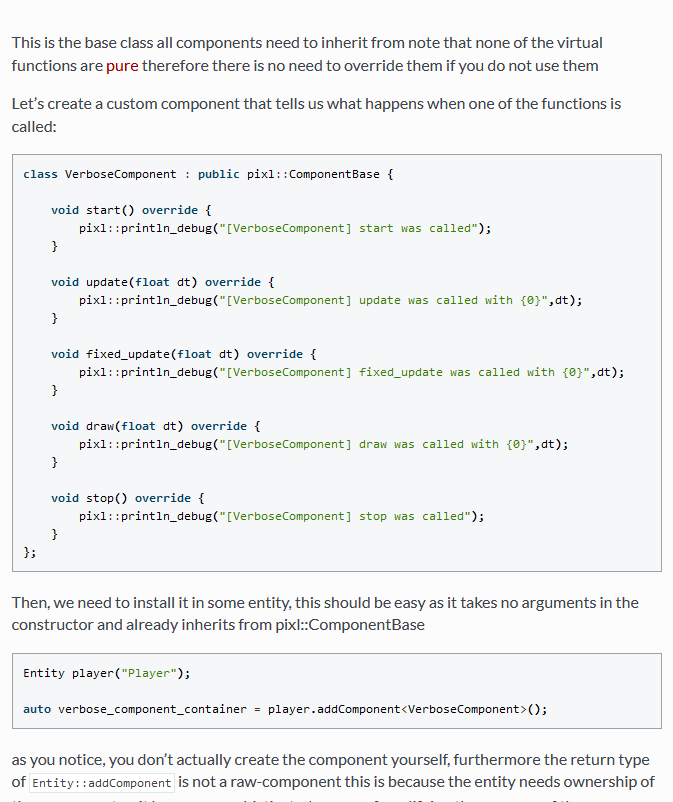 This is the base class all components need to inherit from note that none of the virtual
functions are pure therefore there is no need to override them if you do not use them
Let’s create a custom component that tells us what happens when one of the functions is
called:
class VerboseComponent : public pixl::ComponentBase {
    void start() override {
        pixl::println_debug("[VerboseComponent] start was called");
    }
    void update(float dt) override {
        pixl::println_debug("[VerboseComponent] update was called with {0}",dt);
    }
    void fixed_update(float dt) override {
        pixl::println_debug("[VerboseComponent] fixed_update was called with {0}",dt);
    }
    void draw(float dt) override {
        pixl::println_debug("[VerboseComponent] draw was called with {0}",dt);
    }
    void stop() override {
        pixl::println_debug("[VerboseComponent] stop was called");
    }
};
Then, we need to install it in some entity, this should be easy as it takes no arguments in the
constructor and already inherits from pixl::ComponentBase
Entity player("Player");
auto verbose_component_container = player.addComponent<VerboseComponent>();
as you notice, you don’t actually create the component yourself, furthermore the return type
of Entity::addComponent is not a raw-component this is because the entity needs ownership of